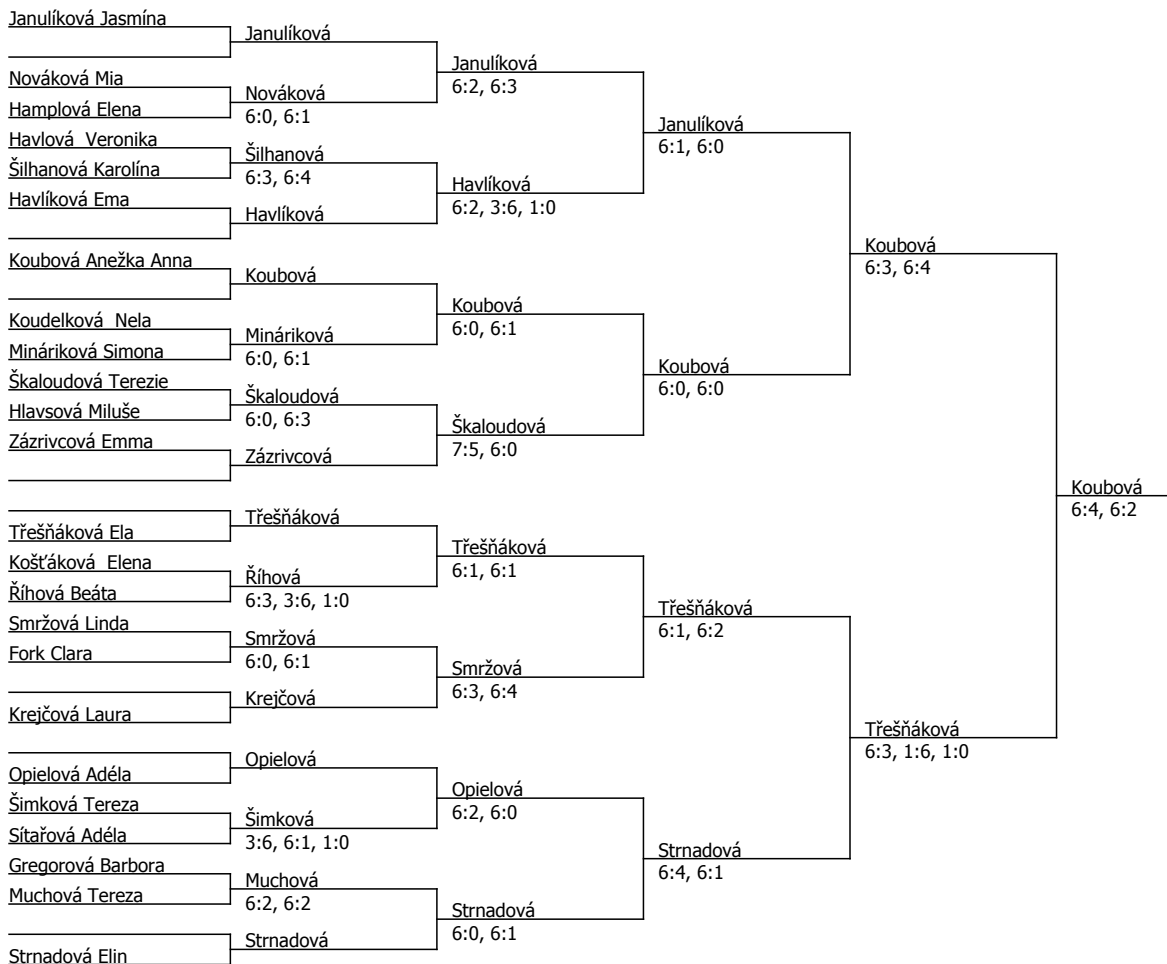 Janulíková Jasmína
Janulíková
Janulíková
6:2, 6:3
Nováková Mia
Nováková
6:0, 6:1
Hamplová Elena
Janulíková
6:1, 6:0
Havlová  Veronika
Šilhanová
6:3, 6:4
Šilhanová Karolína
Havlíková
6:2, 3:6, 1:0
Havlíková Ema
Havlíková
Koubová
6:3, 6:4
Koubová Anežka Anna
Koubová
Koubová
6:0, 6:1
Koudelková  Nela
Mináriková
6:0, 6:1
Mináriková Simona
Koubová
6:0, 6:0
Škaloudová Terezie
Škaloudová
6:0, 6:3
Hlavsová Miluše
Škaloudová
7:5, 6:0
Zázrivcová Emma
Zázrivcová
Koubová
6:4, 6:2
Třešňáková
Třešňáková Ela
Třešňáková
6:1, 6:1
Košťáková  Elena
Říhová
6:3, 3:6, 1:0
Říhová Beáta
Třešňáková
6:1, 6:2
Smržová Linda
Smržová
6:0, 6:1
Fork Clara
Smržová
6:3, 6:4
Krejčová
Krejčová Laura
Třešňáková
6:3, 1:6, 1:0
Opielová
Opielová Adéla
Opielová
6:2, 6:0
Šimková Tereza
Šimková
3:6, 6:1, 1:0
Sítařová Adéla
Strnadová
6:4, 6:1
Gregorová Barbora
Muchová
6:2, 6:2
Muchová Tereza
Strnadová
6:0, 6:1
Strnadová
Strnadová Elin